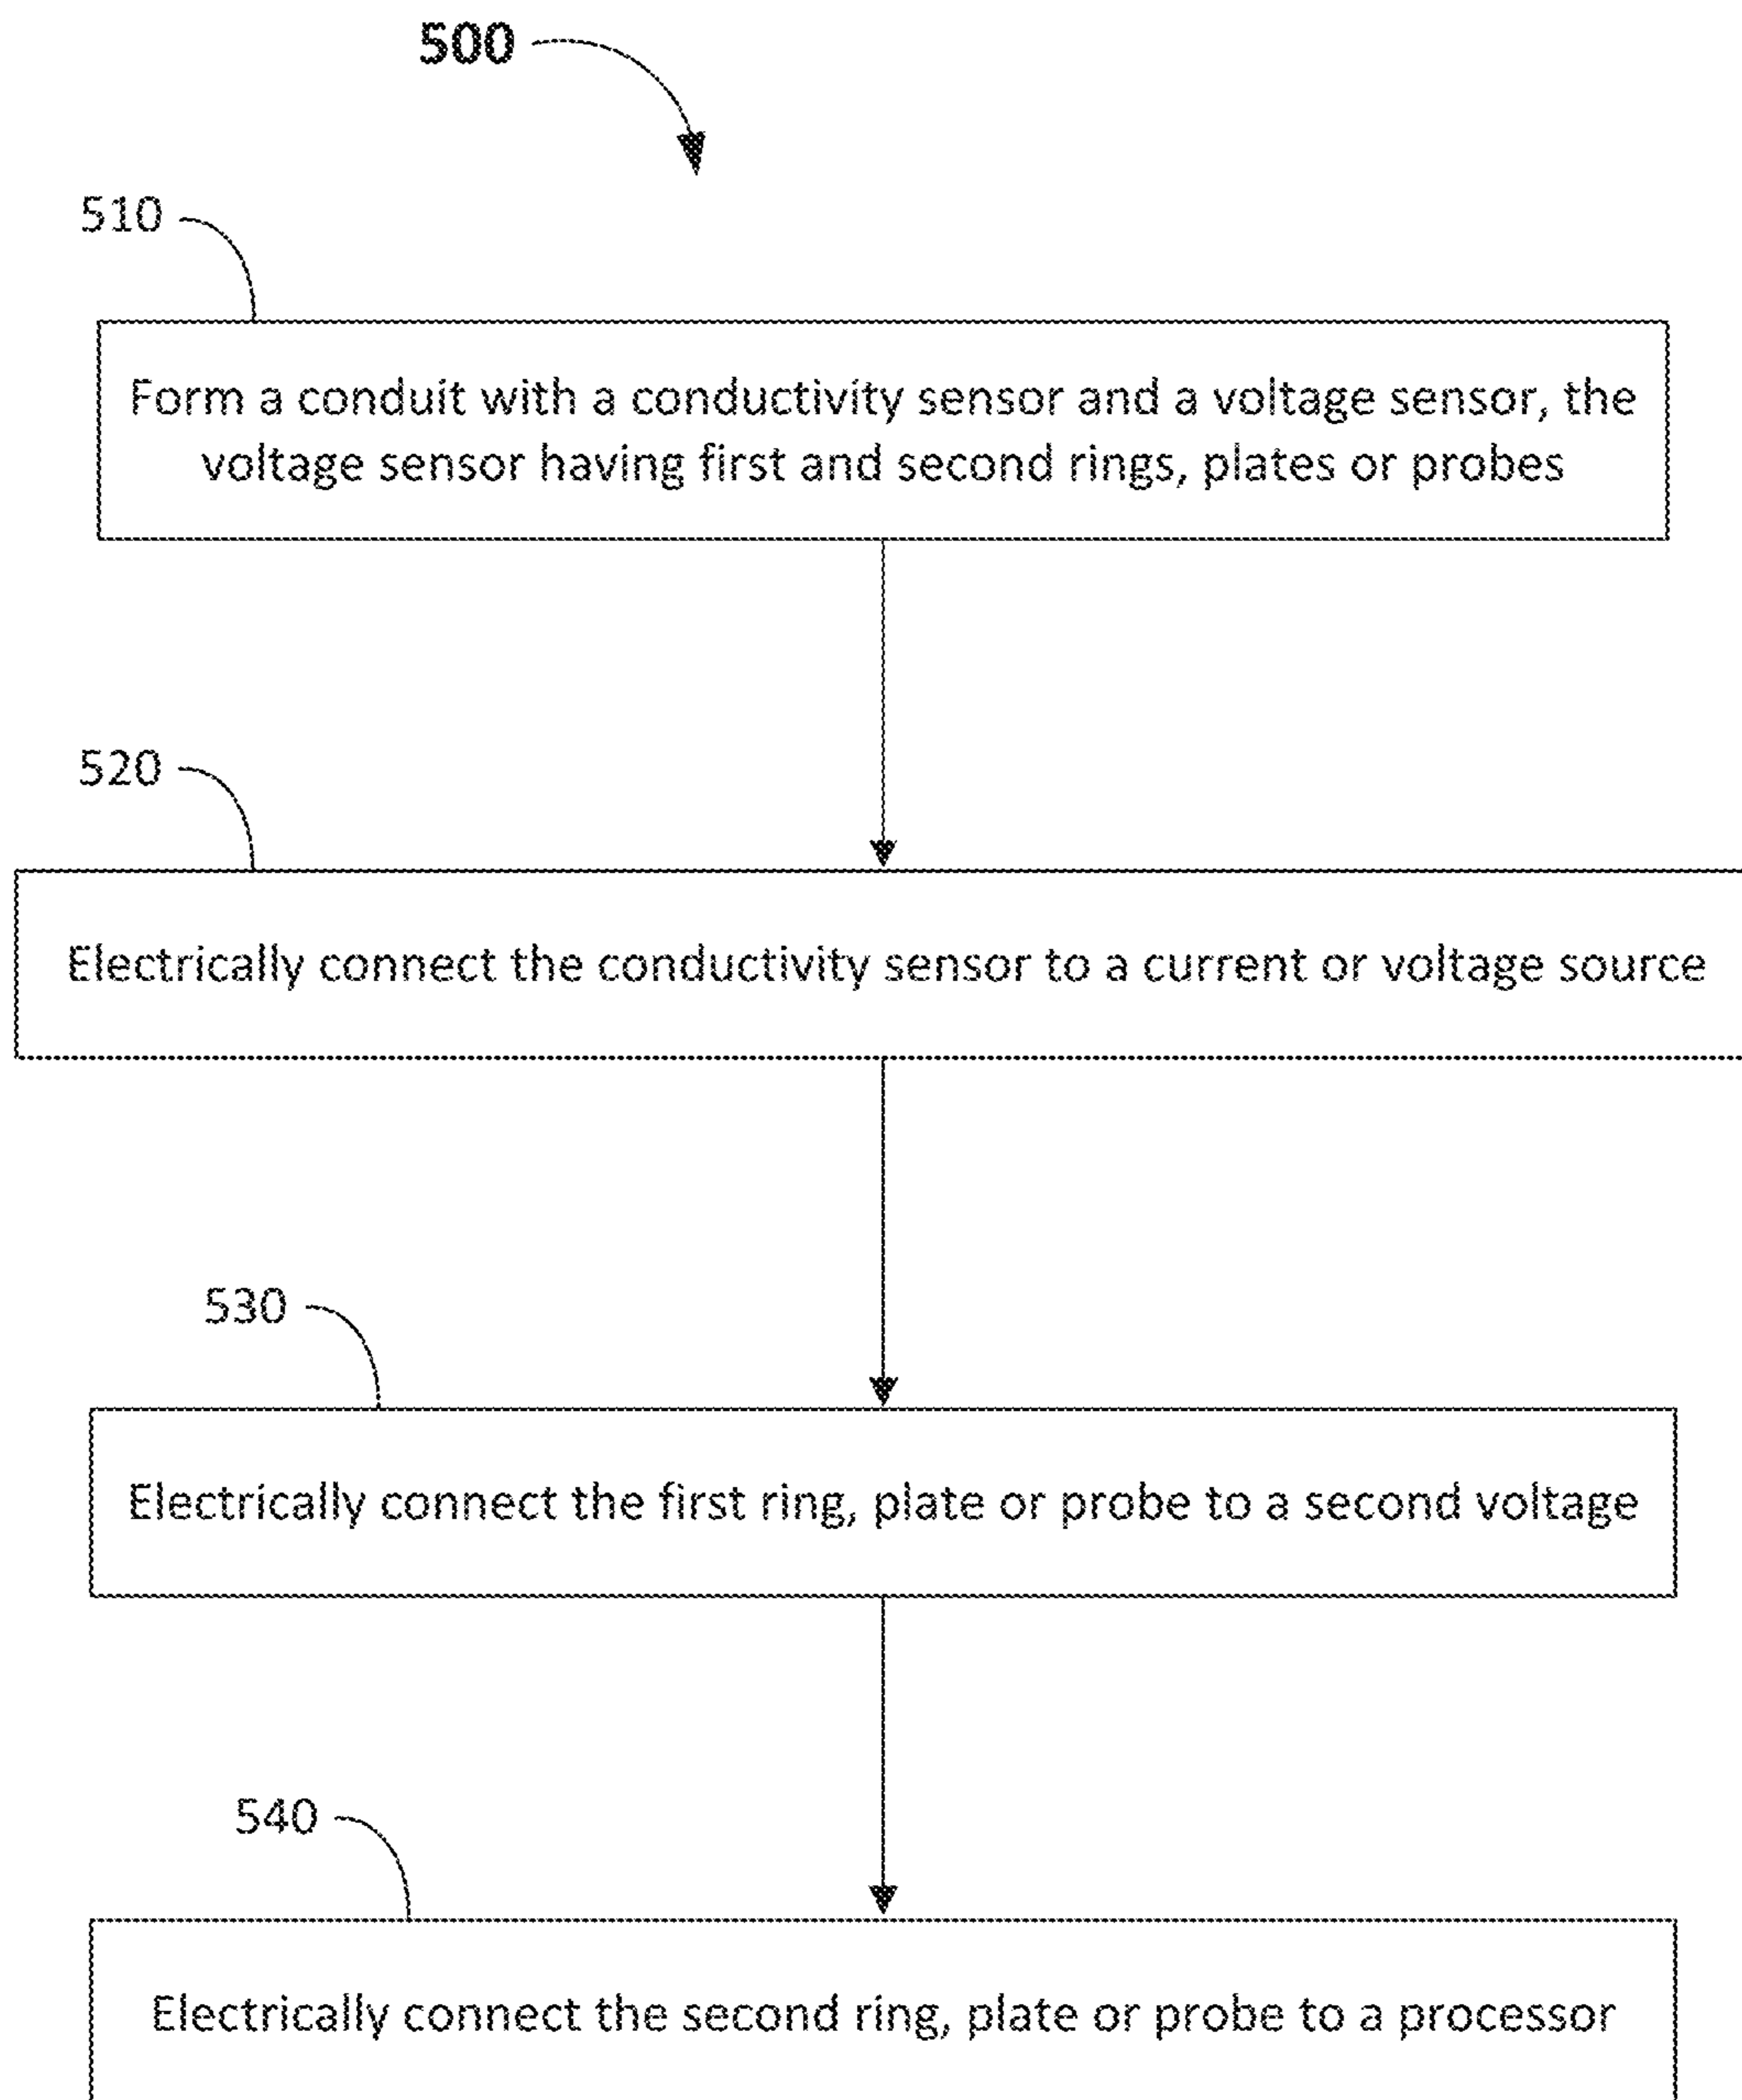 500
510
Form a conduit with a conductivity sensor and a voltage sensor, the
voltage sensor having first and second rings, plates or probes
520
Electrically connect the conductivity sensor to a current or voltage source
530
Electrically connect the first ring, plate or probe to a second voltage
540
Electrically connect the second ring, plate or probe to a processor